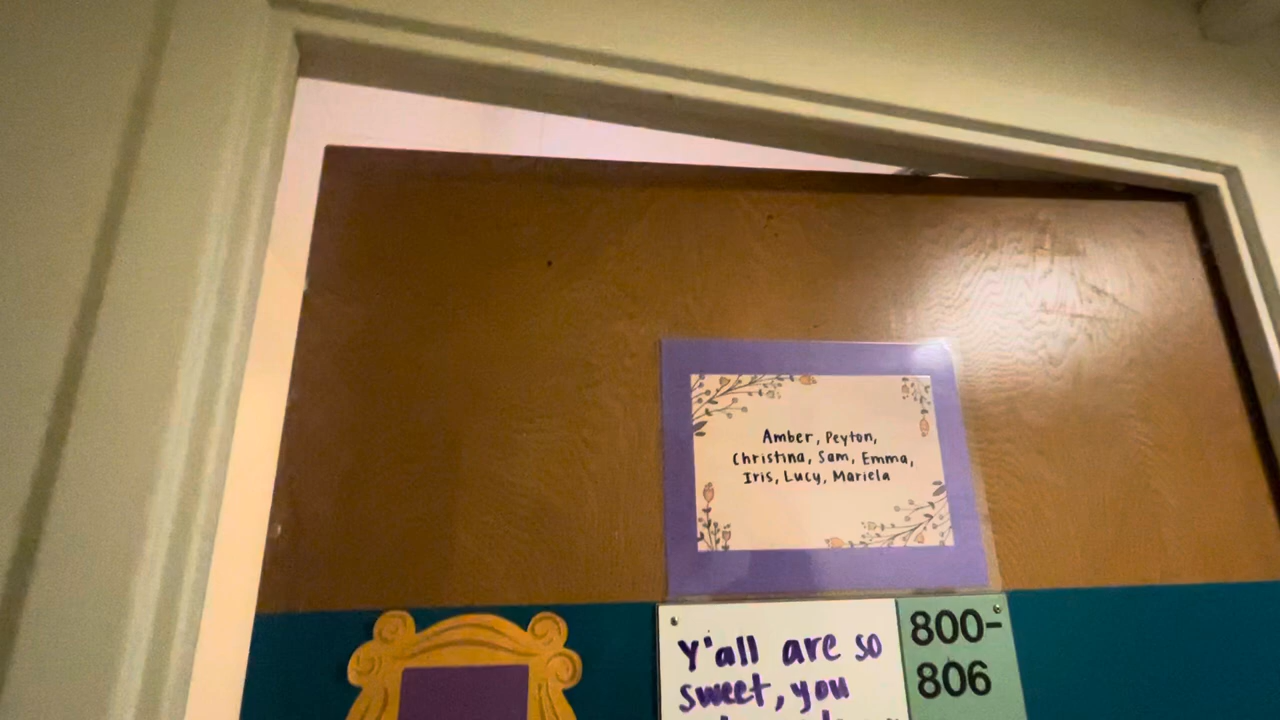 Amber, Peyton,
Christina, Sam, Emma,
Iris, Lucy, Mariela
Y'all are so
sweet, you
800-
806